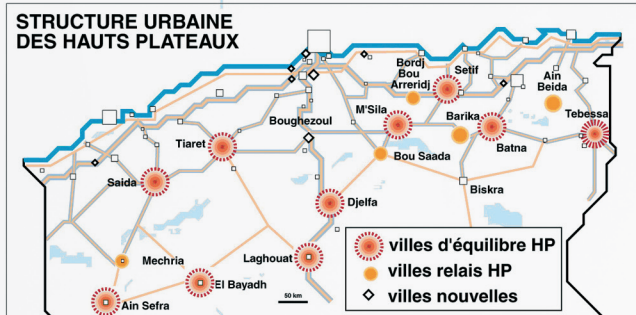 STRUCTURE URBAINE
DES HAUTS PLATEAUX
Bordj
Bou
Arreridj
Setif
Ain
Beida
M'Sila
Barika
Tebessa
Boughezoul
Tiaret
Batna
Bou Saada
Saida
Biskra
Djelfa
Mechria
Laghouat
El Bayadh
Ain Sefra
50 km
villes d'équilibre HP
villes relais HP
villes nouvelles